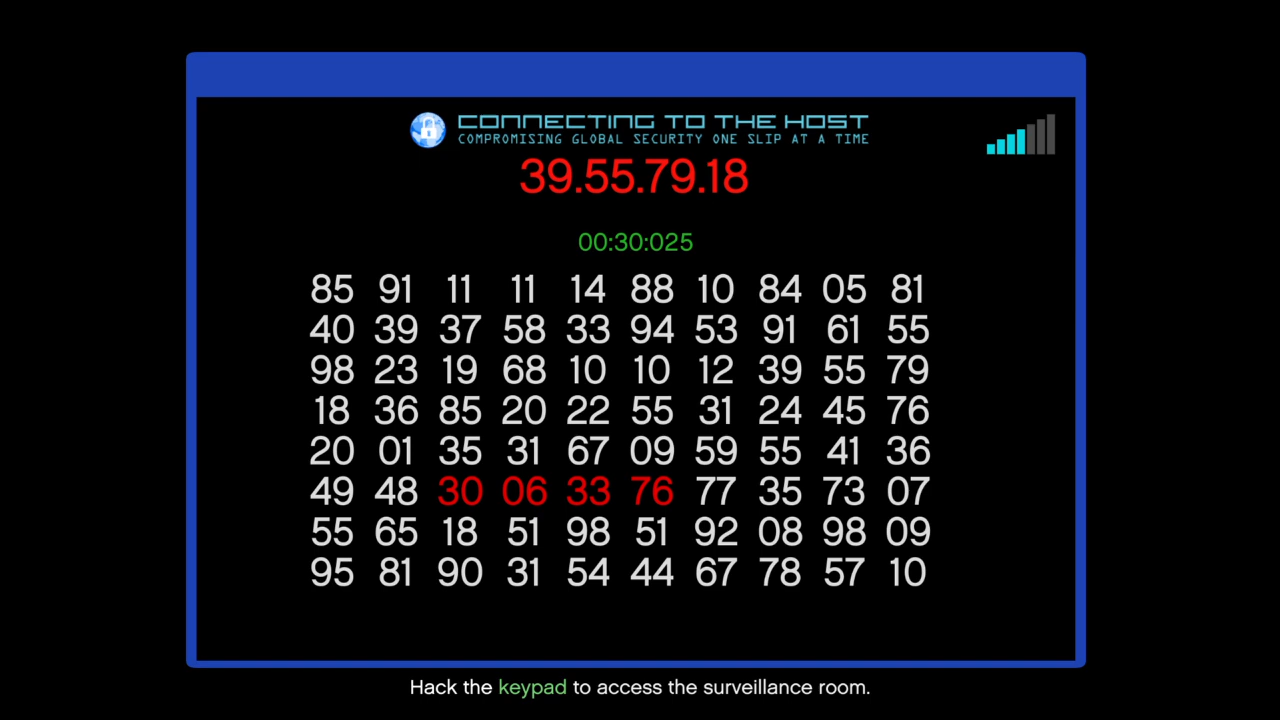 CONNECTING TO THE HOST
COMPROMISING GLOBAL SECURITY ONE SLIP AT A TIME
39.55.79.18
00:30:025
85 91 11 11 14 88 10 84 05 81
40 39 37 58 33 94 53 91 61 55
98 23 19 68 10 10 12 39 55 79
18 36 85 20 22 55 31 24 45 76
20 01 35 31 67 09 59 55 41 36
49 48 30 06 33 76 77 35 73 07
55 65 18 51 98 51 92 08 98 09
95 81 90 31 54 44 67 78 57 10
Hack the keypad to access the surveillance room.